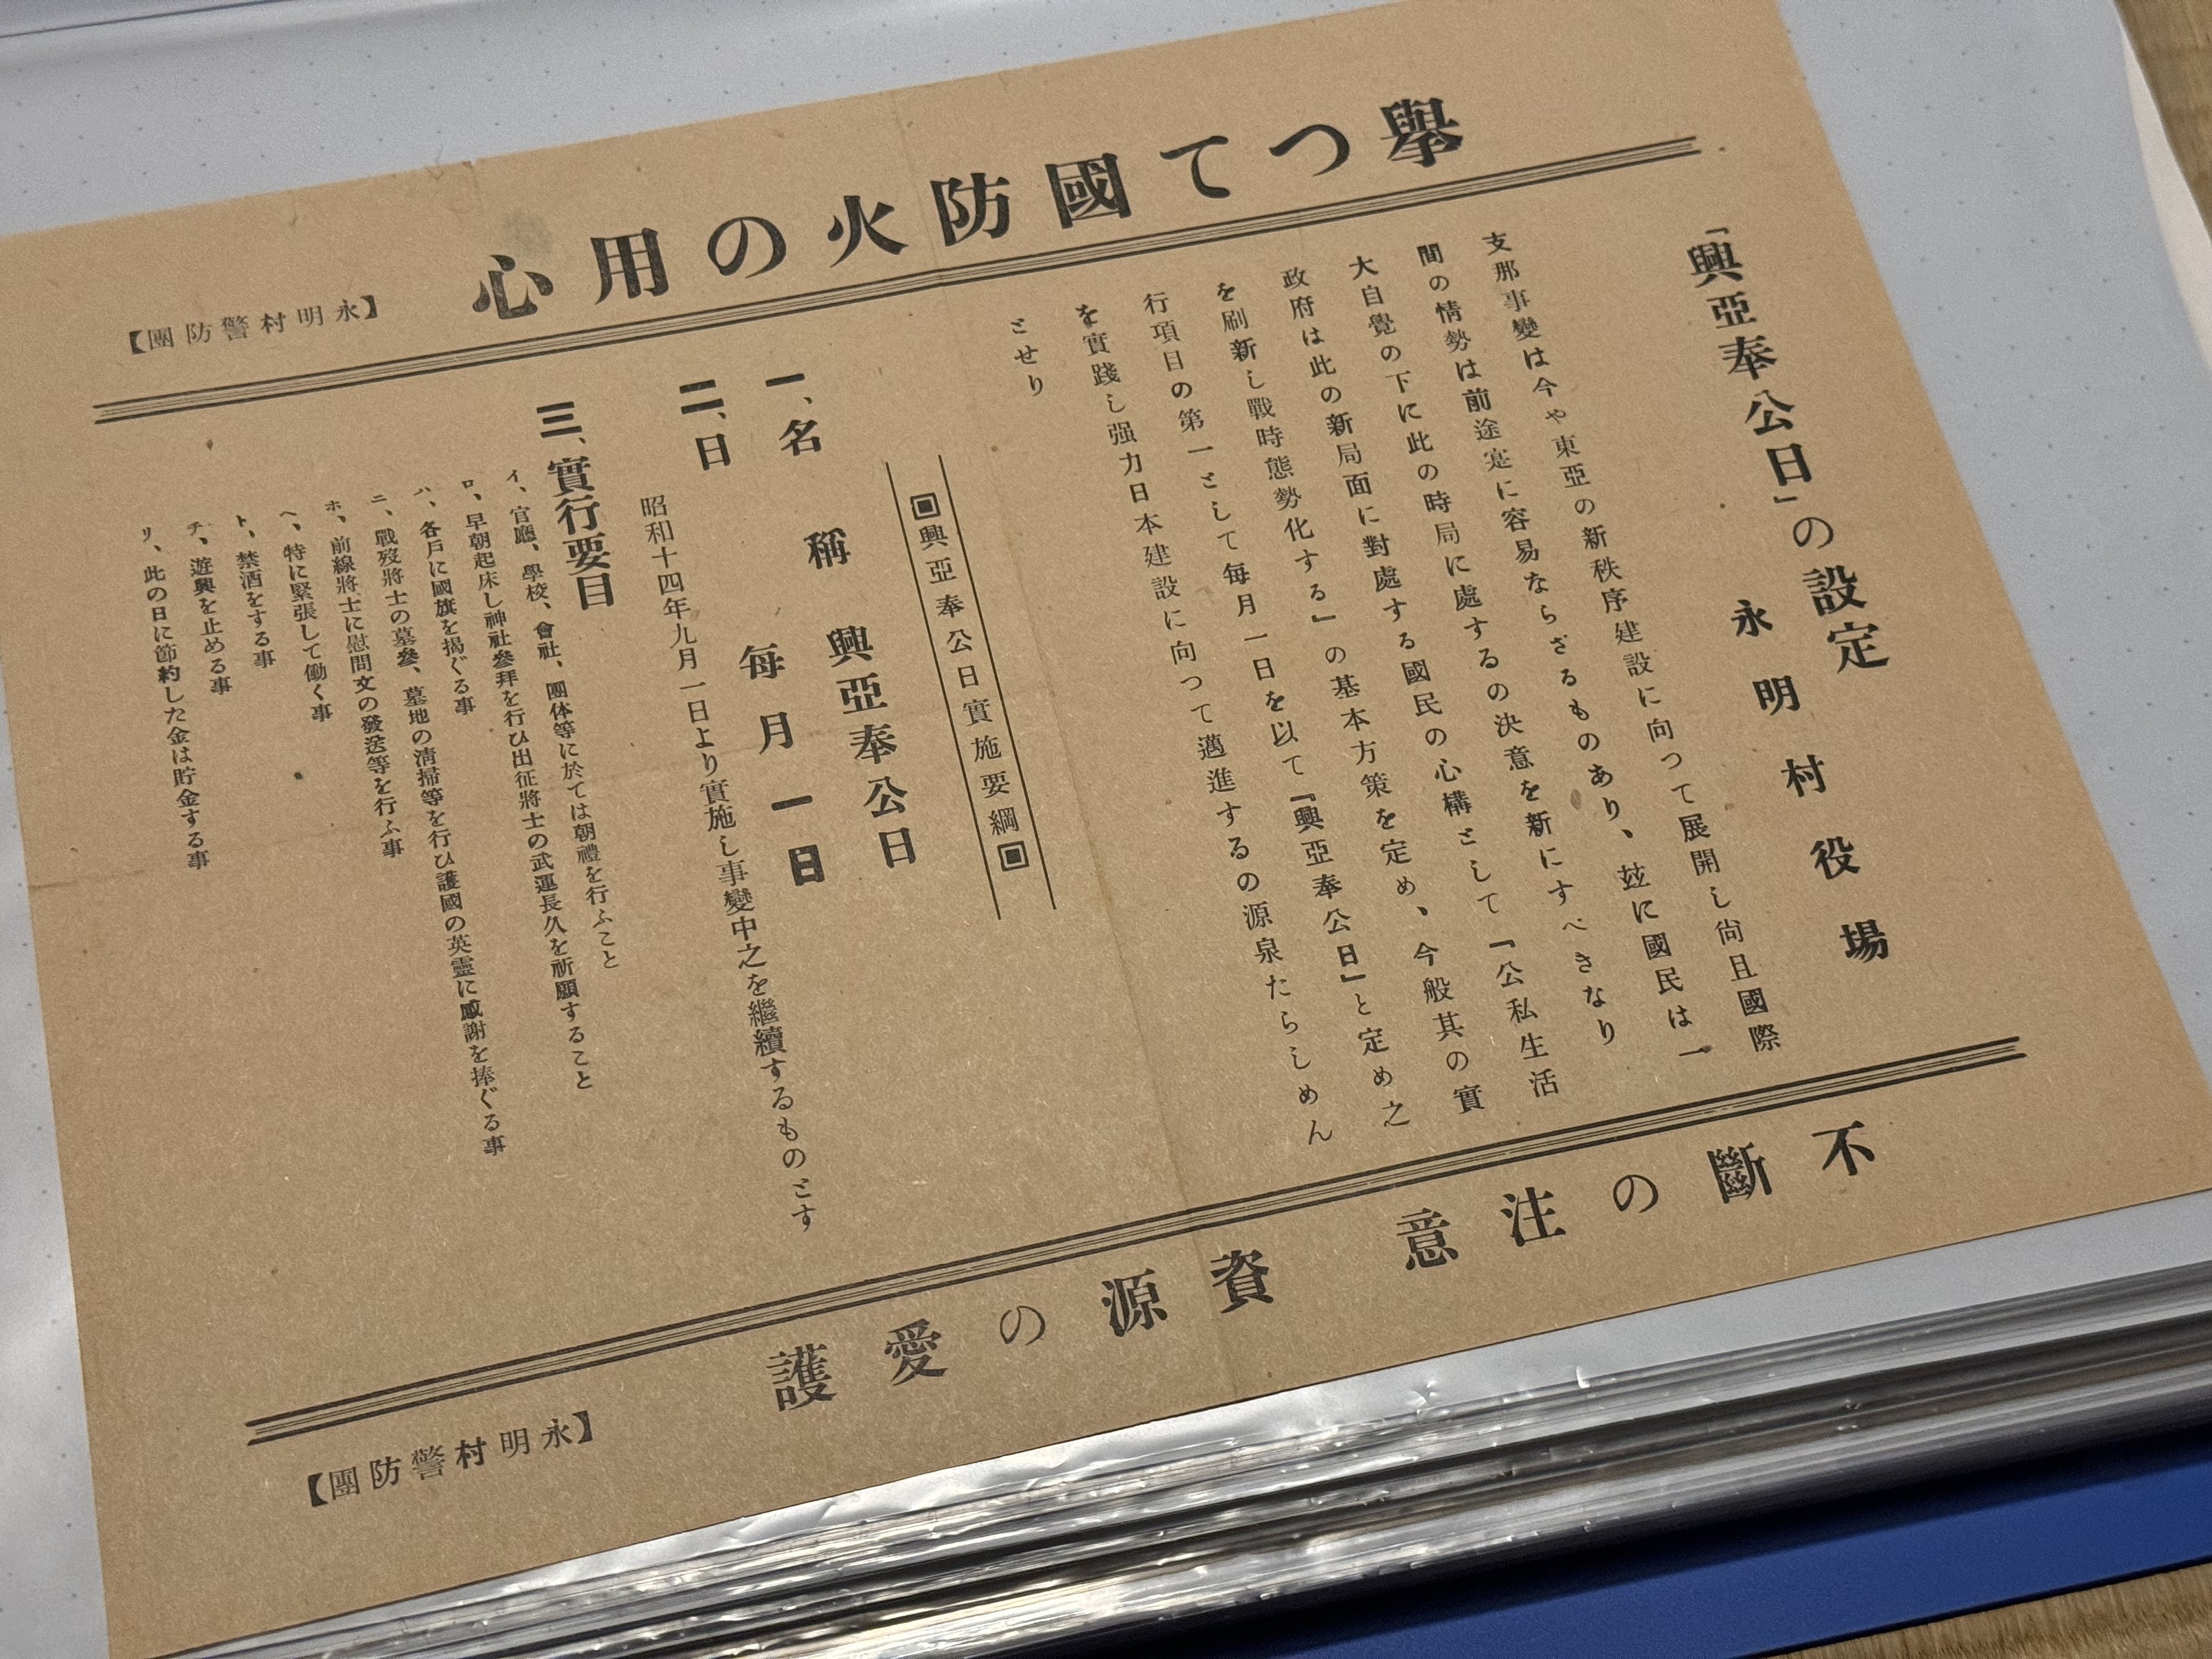 擧つて國防火の用心
【永明村警防團】
「興亞奉公日」の設定
永明村役場
支那事變は今や東亞の新秩序建設に向つて展開し尙且國際
間の情勢は前途寔に容易ならざるものあり、玆に國民は一
大自覺の下に此の時局に處するの決意を新にすべきなり
政府は此の新局面に對處する國民の心構として『公私生活
を刷新し戰時態勢化する』の基本方策を定め、今般其の實
行項目の第一として每月一日を以て『興亞奉公日』と定め之
を實踐し强力日本建設に向つて邁進するの源泉たらしめん
とせり
▣興亞奉公日實施要綱▣
一、名稱 興亞奉公日
二、日 每月一日
昭和十四年九月一日より實施し事變中之を繼續するものとす
三、實行要目
イ、官廳、學校、會社、團体等に於ては朝禮を行ふこと
ロ、早朝起床し神社參拜を行ひ出征將士の武運長久を祈願すること
ハ、各戶に國旗を揭ぐる事
ニ、戰歿將士の墓參、墓地の淸掃等を行ひ護國の英靈に感謝を捧ぐる事
ホ、前線將士に慰問文の發送等を行ふ事
ヘ、特に緊張して働く事
ト、禁酒をする事
チ、遊興を止める事
リ、此の日に節約した金は貯金する事
不斷の注意 資源の愛護
【永明村警防團】